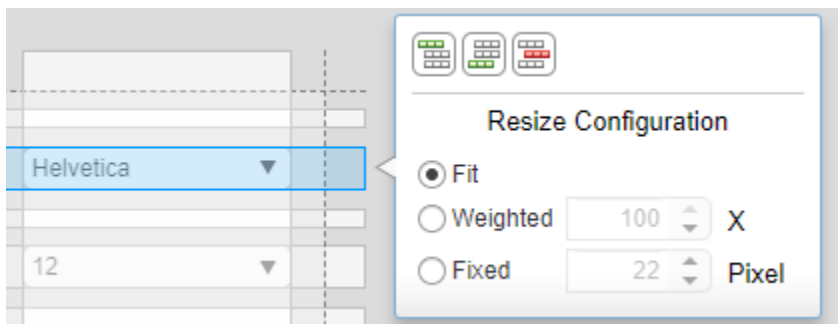 Resize Configuration
Helvetica
Fit
Weighted 100 X
12
Fixed 22 Pixel